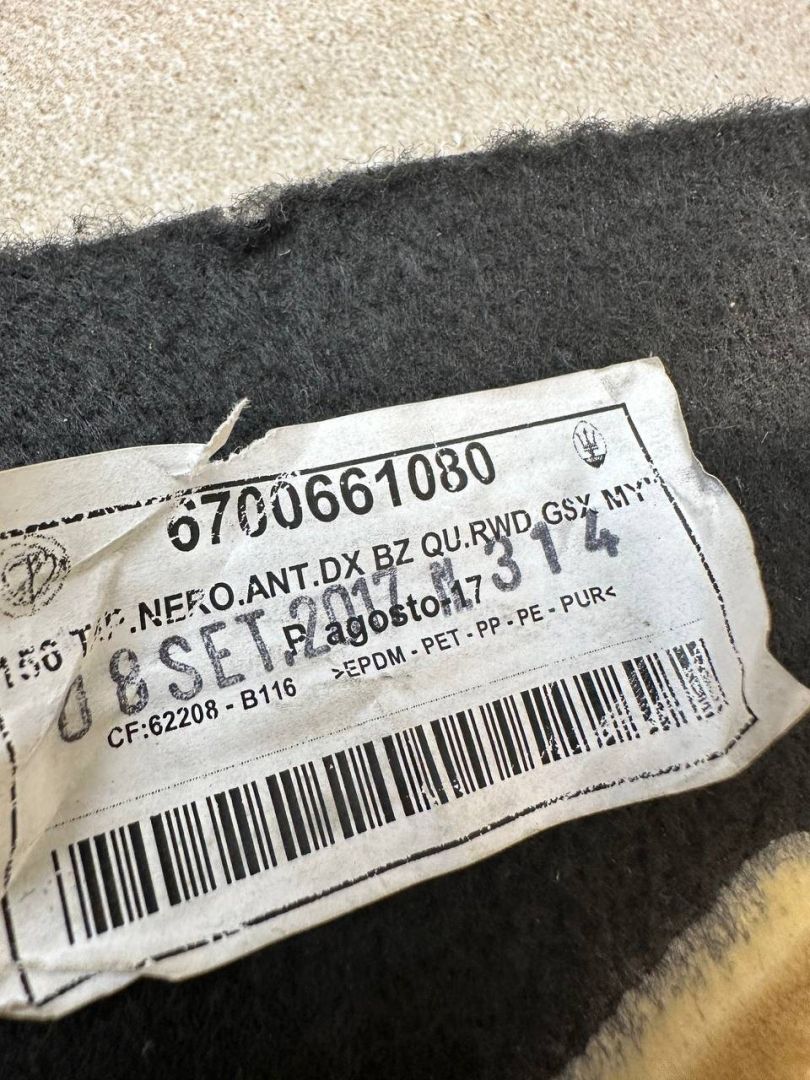 6700661080
156 TAP.NERO.ANT.DX BZ QU.RWD GSX MY
08 SET.2017 N 314
P. agosto.17
CF:62208 - B116 >EPDM - PET - PP - PE - PUR<